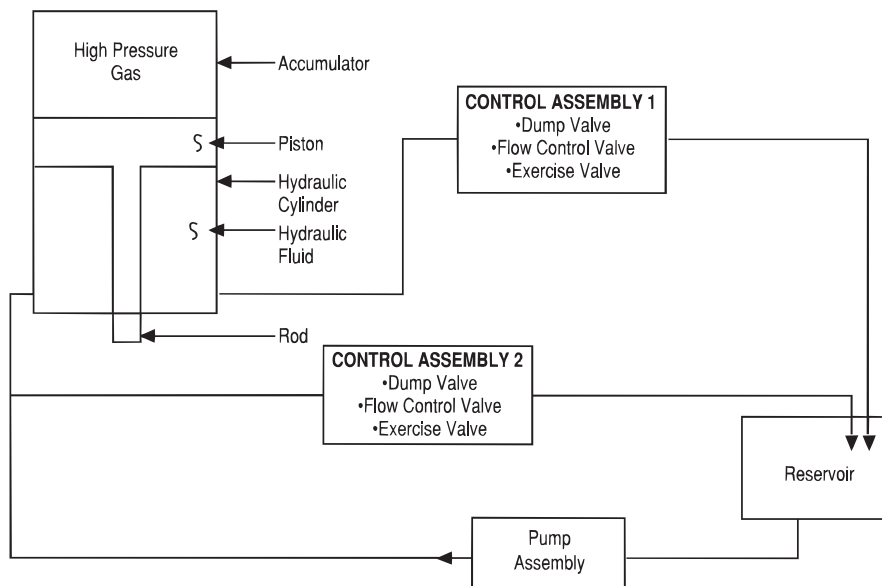 High Pressure
Gas
Accumulator
Piston
Hydraulic
Cylinder
Hydraulic
Fluid
Rod
CONTROL ASSEMBLY 1
•Dump Valve
•Flow Control Valve
•Exercise Valve
CONTROL ASSEMBLY 2
•Dump Valve
•Flow Control Valve
•Exercise Valve
Reservoir
Pump
Assembly